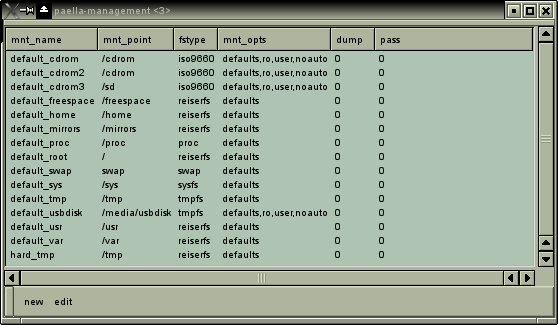 paella-management <3>
mnt_name mnt_point fstype mnt_opts dump pass
default_cdrom /cdrom iso9660 defaults,ro,user,noauto 0 0
default_cdrom2 /cdrom iso9660 defaults,ro,user,noauto 0 0
default_cdrom3 /sd iso9660 defaults,ro,user,noauto 0 0
default_freespace /freespace reiserfs defaults 0 0
default_home /home reiserfs defaults 0 0
default_mirrors /mirrors reiserfs defaults 0 0
default_proc /proc proc defaults 0 0
default_root / reiserfs defaults 0 0
default_swap swap swap defaults 0 0
default_sys /sys sysfs defaults 0 0
default_tmp /tmp tmpfs defaults 0 0
default_usbdisk /media/usbdisk tmpfs defaults,ro,user,noauto 0 0
default_usr /usr reiserfs defaults 0 0
default_var /var reiserfs defaults 0 0
hard_tmp /tmp reiserfs defaults 0 0
new edit